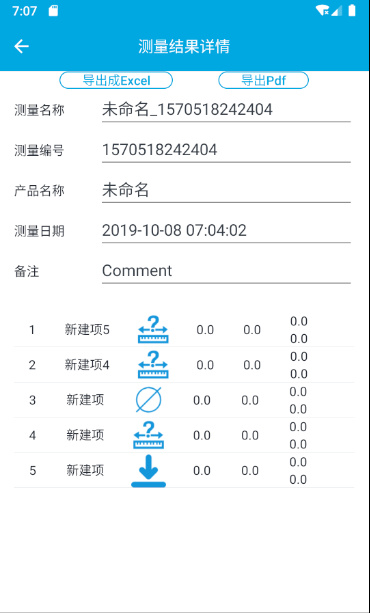 7:07
测量结果详情
导出成Excel 导出Pdf
测量名称 未命名_1570518242404
测量编号 1570518242404
产品名称 未命名
测量日期 2019-10-08 07:04:02
备注 Comment
1 新建项5 ? 0.0 0.0 0.0 0.0
2 新建项4 ? 0.0 0.0 0.0 0.0
3 新建项 0.0 0.0 0.0 0.0
4 新建项 ? 0.0 0.0 0.0 0.0
5 新建项 0.0 0.0 0.0 0.0